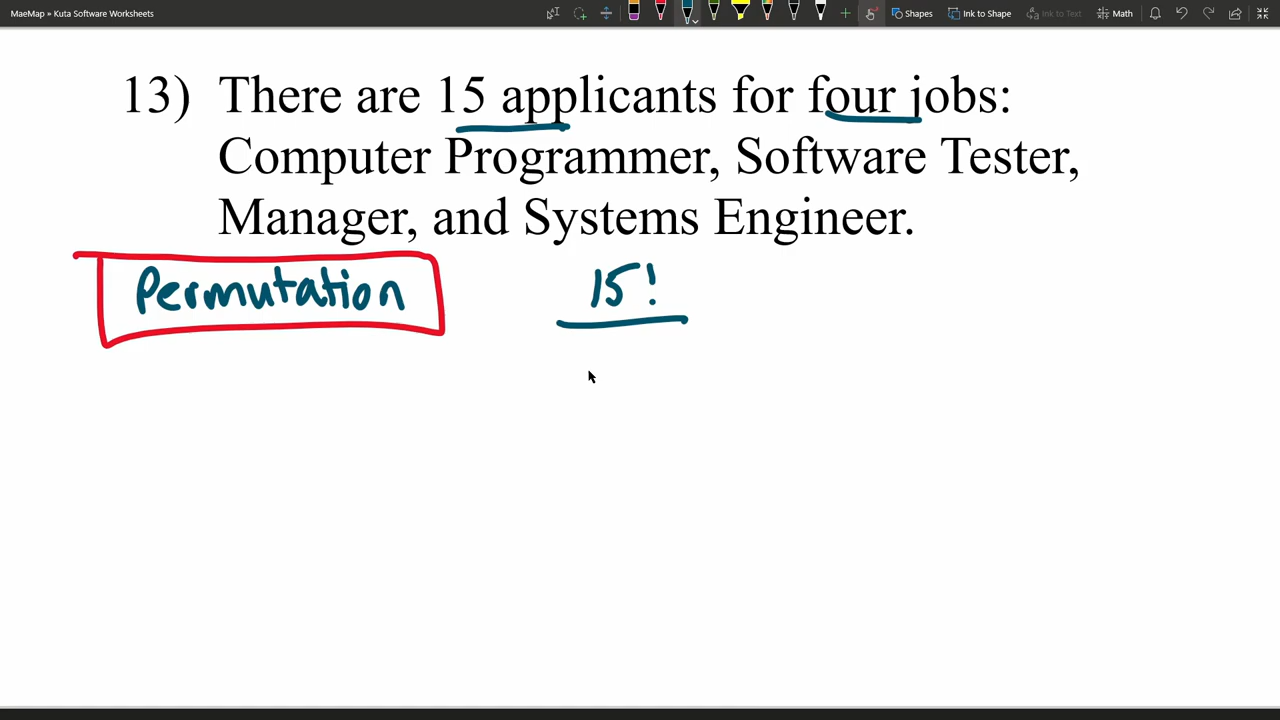 MaeMap » Kuta Software Worksheets
Shapes Ink to Shape Ink to Text Math
13) There are 15 applicants for four jobs:
Computer Programmer, Software Tester,
Manager, and Systems Engineer.
Permutation 15!